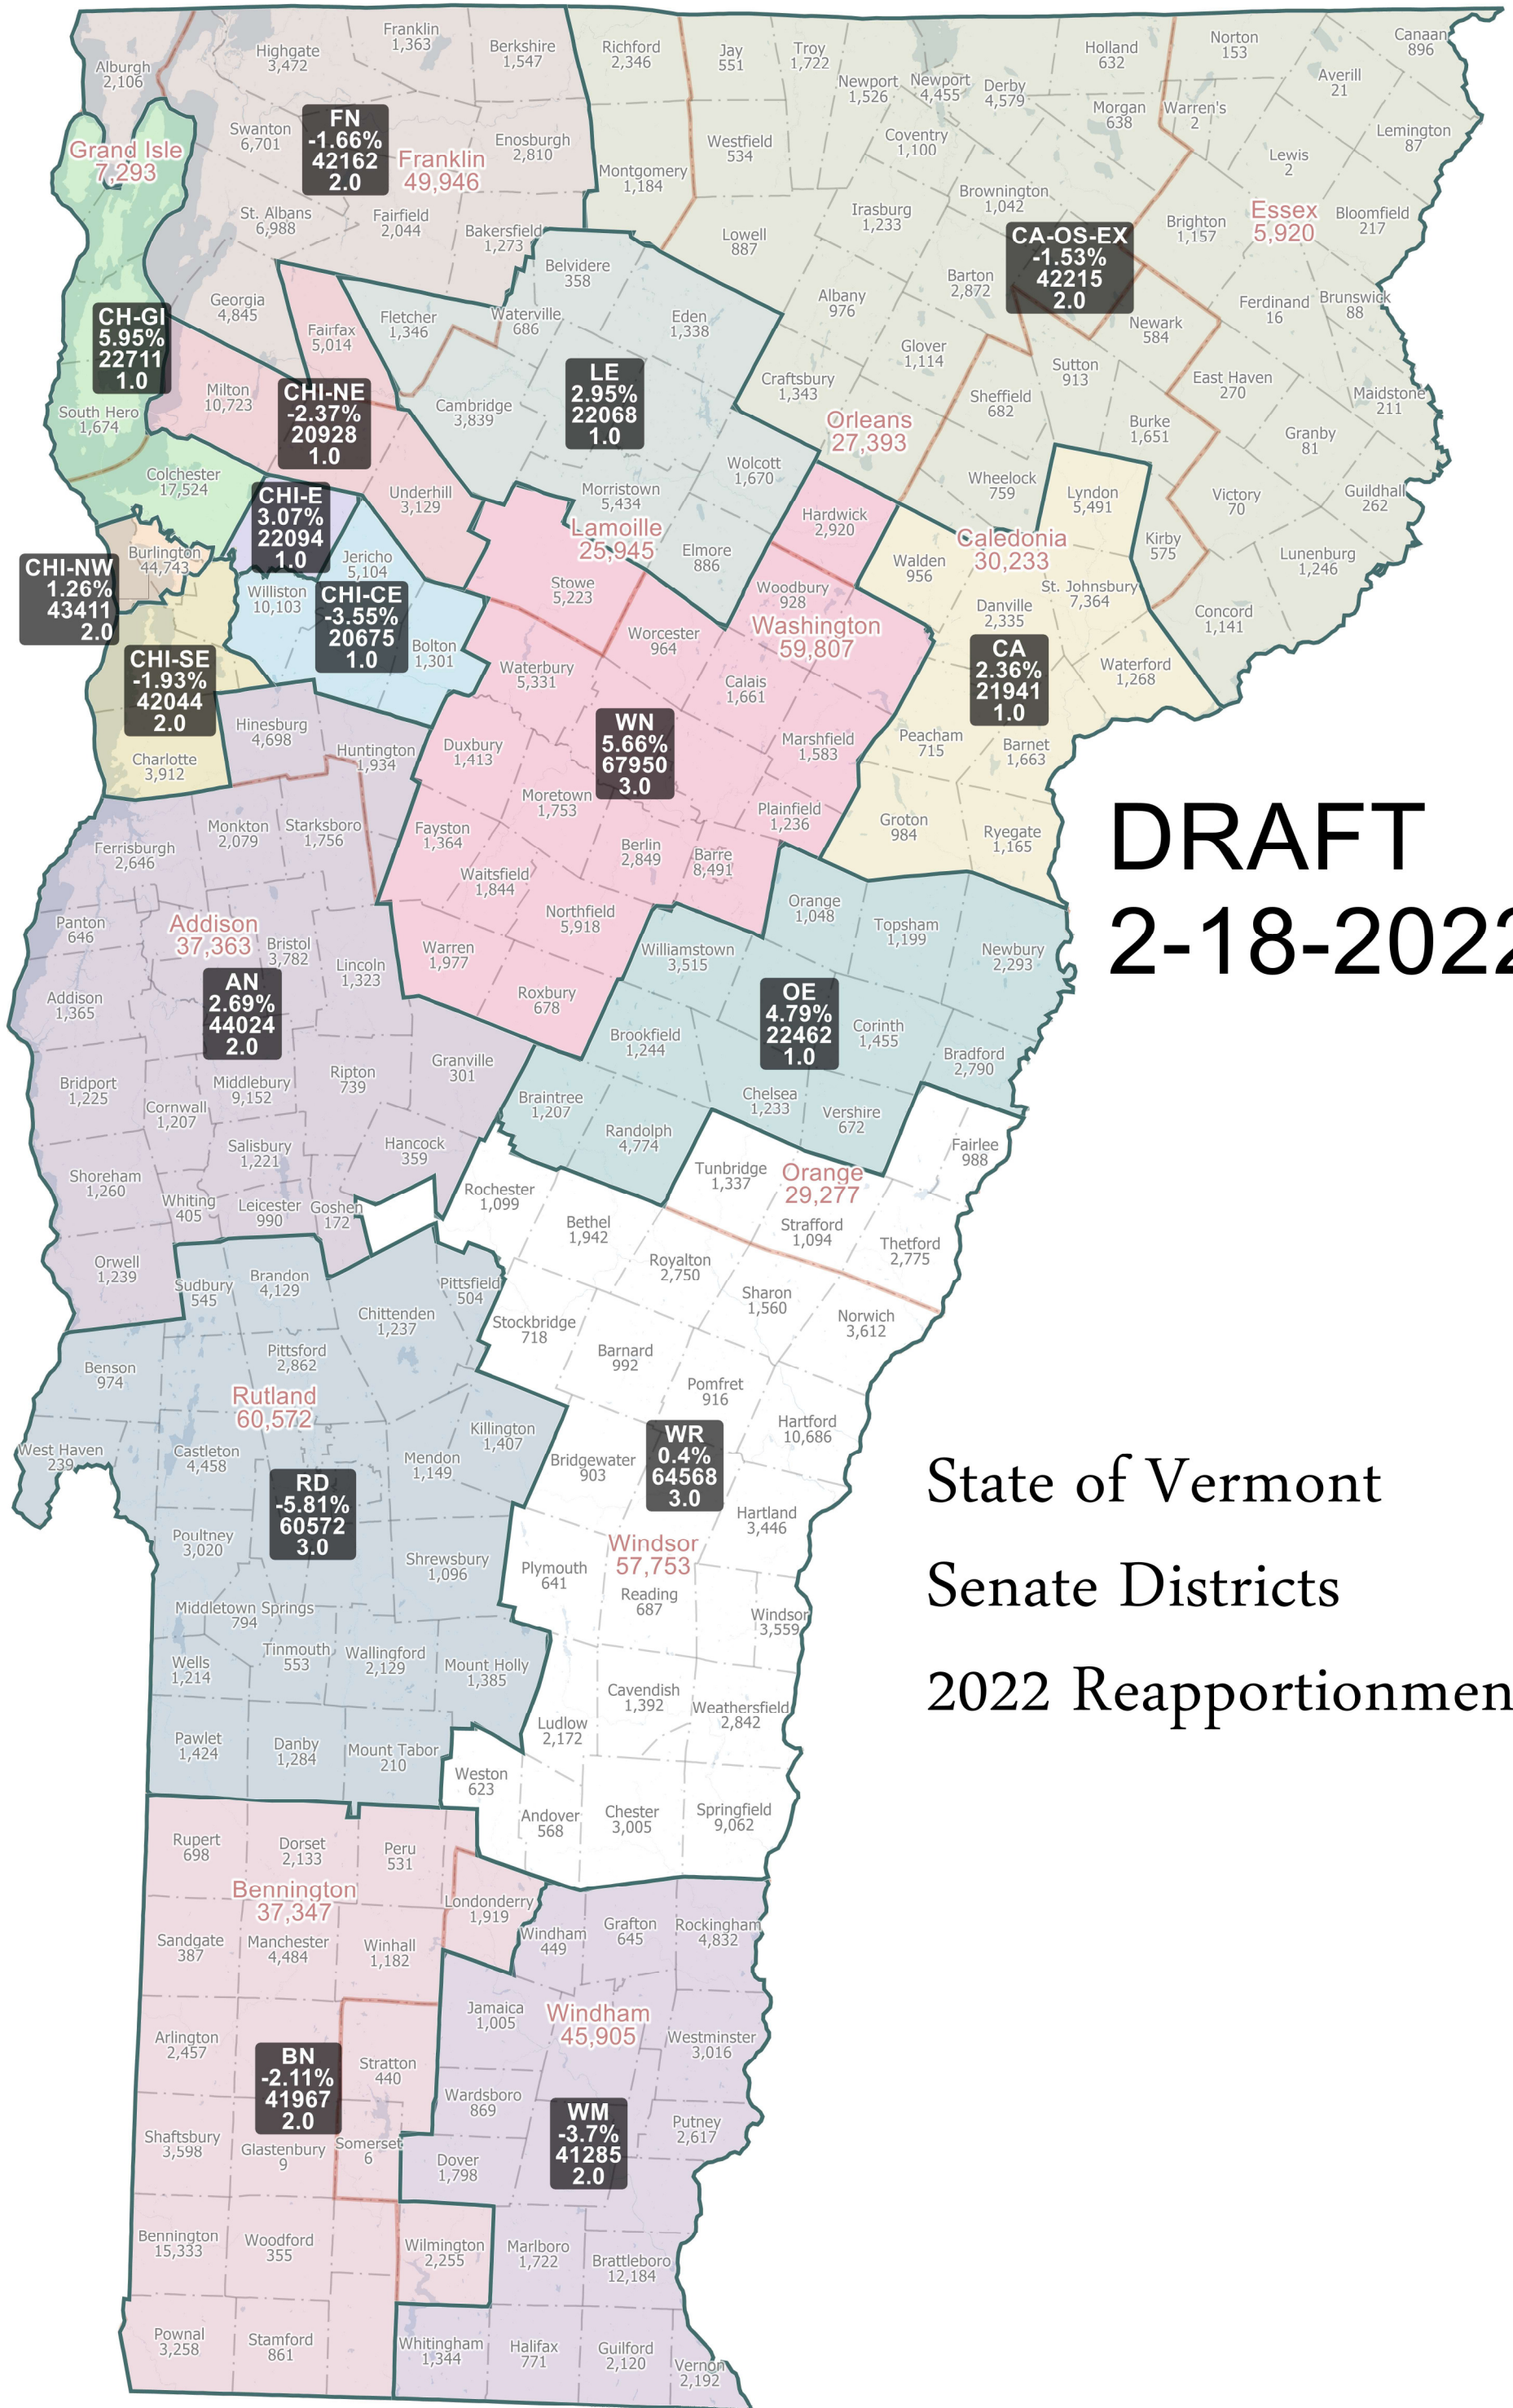 Alburgh
2,106
Highgate
3,472
Franklin
1,363
Berkshire
1,547
Richford
2,346
Jay
551
Troy
1,722
Newport
1,526
Newport
4,455
Derby
4,579
Holland
632
Morgan
638
Norton
153
Warren's
2
Averill
21
Canaan
896
Lemington
87
Lewis
2
Grand Isle
7,293
Swanton
6,701
FN
-1.66%
42162
2.0
Franklin
49,946
Enosburgh
2,810
Montgomery
1,184
Westfield
534
Coventry
1,100
Brownington
1,042
Essex
5,920
Bloomfield
217
Brighton
1,157
St. Albans
6,988
Fairfield
2,044
Bakersfield
1,273
Lowell
887
Irasburg
1,233
CA-OS-EX
-1.53%
42215
2.0
Barton
2,872
Belvidere
358
Georgia
4,845
Fairfax
5,014
Fletcher
1,346
Waterville
686
Eden
1,338
Albany
976
Glover
1,114
Newark
584
Ferdinand
16
Brunswick
88
CH-GI
5.95%
22711
1.0
Milton
10,723
CHI-NE
-2.37%
20928
1.0
Cambridge
3,839
LE
2.95%
22068
1.0
Craftsbury
1,343
Sutton
913
Sheffield
682
East Haven
270
Maidstone
211
South Hero
1,674
Orleans
27,393
Burke
1,651
Granby
81
Colchester
17,524
CHI-E
3.07%
22094
1.0
Underhill
3,129
Morristown
5,434
Wolcott
1,670
Wheelock
759
Lyndon
5,491
Victory
70
Guildhall
262
Lamoille
25,945
Hardwick
2,920
Elmore
886
Caledonia
30,233
Walden
956
Kirby
575
Lunenburg
1,246
Burlington
44,743
Jericho
5,104
CHI-NW
1.26%
43411
2.0
Williston
10,103
CHI-CE
-3.55%
20675
1.0
Bolton
1,301
Stowe
5,223
Worcester
964
Woodbury
928
Washington
59,807
Danville
2,335
St. Johnsbury
7,364
Concord
1,141
CHI-SE
-1.93%
42044
2.0
Waterbury
5,331
Calais
1,661
CA
2.36%
21941
1.0
Waterford
1,268
Hinesburg
4,698
Huntington
1,934
Duxbury
1,413
WN
5.66%
67950
3.0
Marshfield
1,583
Peacham
715
Barnet
1,663
Charlotte
3,912
Moretown
1,753
Plainfield
1,236
Groton
984
Ryegate
1,165
DRAFT
2-18-2022
Ferrisburgh
2,646
Monkton
2,079
Starksboro
1,756
Fayston
1,364
Berlin
2,849
Barre
8,491
Waitsfield
1,844
Panton
646
Addison
37,363
Bristol
3,782
Lincoln
1,323
Northfield
5,918
Orange
1,048
Topsham
1,199
Newbury
2,293
Warren
1,977
Williamstown
3,515
Addison
1,365
AN
2.69%
44024
2.0
Roxbury
678
Brookfield
1,244
OE
4.79%
22462
1.0
Corinth
1,455
Bradford
2,790
Bridport
1,225
Cornwall
1,207
Middlebury
9,152
Ripton
739
Granville
301
Braintree
1,207
Chelsea
1,233
Vershire
672
Randolph
4,774
Salisbury
1,221
Hancock
359
Fairlee
988
Shoreham
1,260
Whiting
405
Leicester
990
Goshen
172
Rochester
1,099
Tunbridge
1,337
Orange
29,277
Bethel
1,942
Strafford
1,094
Thetford
2,775
Orwell
1,239
Sudbury
545
Brandon
4,129
Pittsfield
504
Royalton
2,750
Sharon
1,560
Norwich
3,612
Chittenden
1,237
Stockbridge
718
Benson
974
Pittsford
2,862
Barnard
992
Pomfret
916
Rutland
60,572
Killington
1,407
Hartford
10,686
West Haven
239
Castleton
4,458
Mendon
1,149
Bridgewater
903
WR
0.4%
64568
3.0
State of Vermont
RD
-5.81%
60572
3.0
Poultney
3,020
Hartland
3,446
Shrewsbury
1,096
Plymouth
641
Windsor
57,753
Reading
687
Senate Districts
Middletown Springs
794
Windsor
3,559
Wells
1,214
Tinmouth
553
Wallingford
2,129
Mount Holly
1,385
Cavendish
1,392
Weathersfield
2,842
2022 Reapportionmen
Pawlet
1,424
Danby
1,284
Mount Tabor
210
Ludlow
2,172
Weston
623
Andover
568
Chester
3,005
Springfield
9,062
Rupert
698
Dorset
2,133
Peru
531
Bennington
37,347
Londonderry
1,919
Windham
449
Grafton
645
Rockingham
4,832
Sandgate
387
Manchester
4,484
Winhall
1,182
Jamaica
1,005
Windham
45,905
Arlington
2,457
Westminster
3,016
BN
-2.11%
41967
2.0
Stratton
440
Wardsboro
869
WM
-3.7%
41285
2.0
Putney
2,617
Shaftsbury
3,598
Glastenbury
9
Somerset
6
Dover
1,798
Bennington
15,333
Woodford
355
Wilmington
2,255
Marlboro
1,722
Brattleboro
12,184
Pownal
3,258
Stamford
861
Whitingham
1,344
Halifax
771
Guilford
2,120
Vernon
2,192